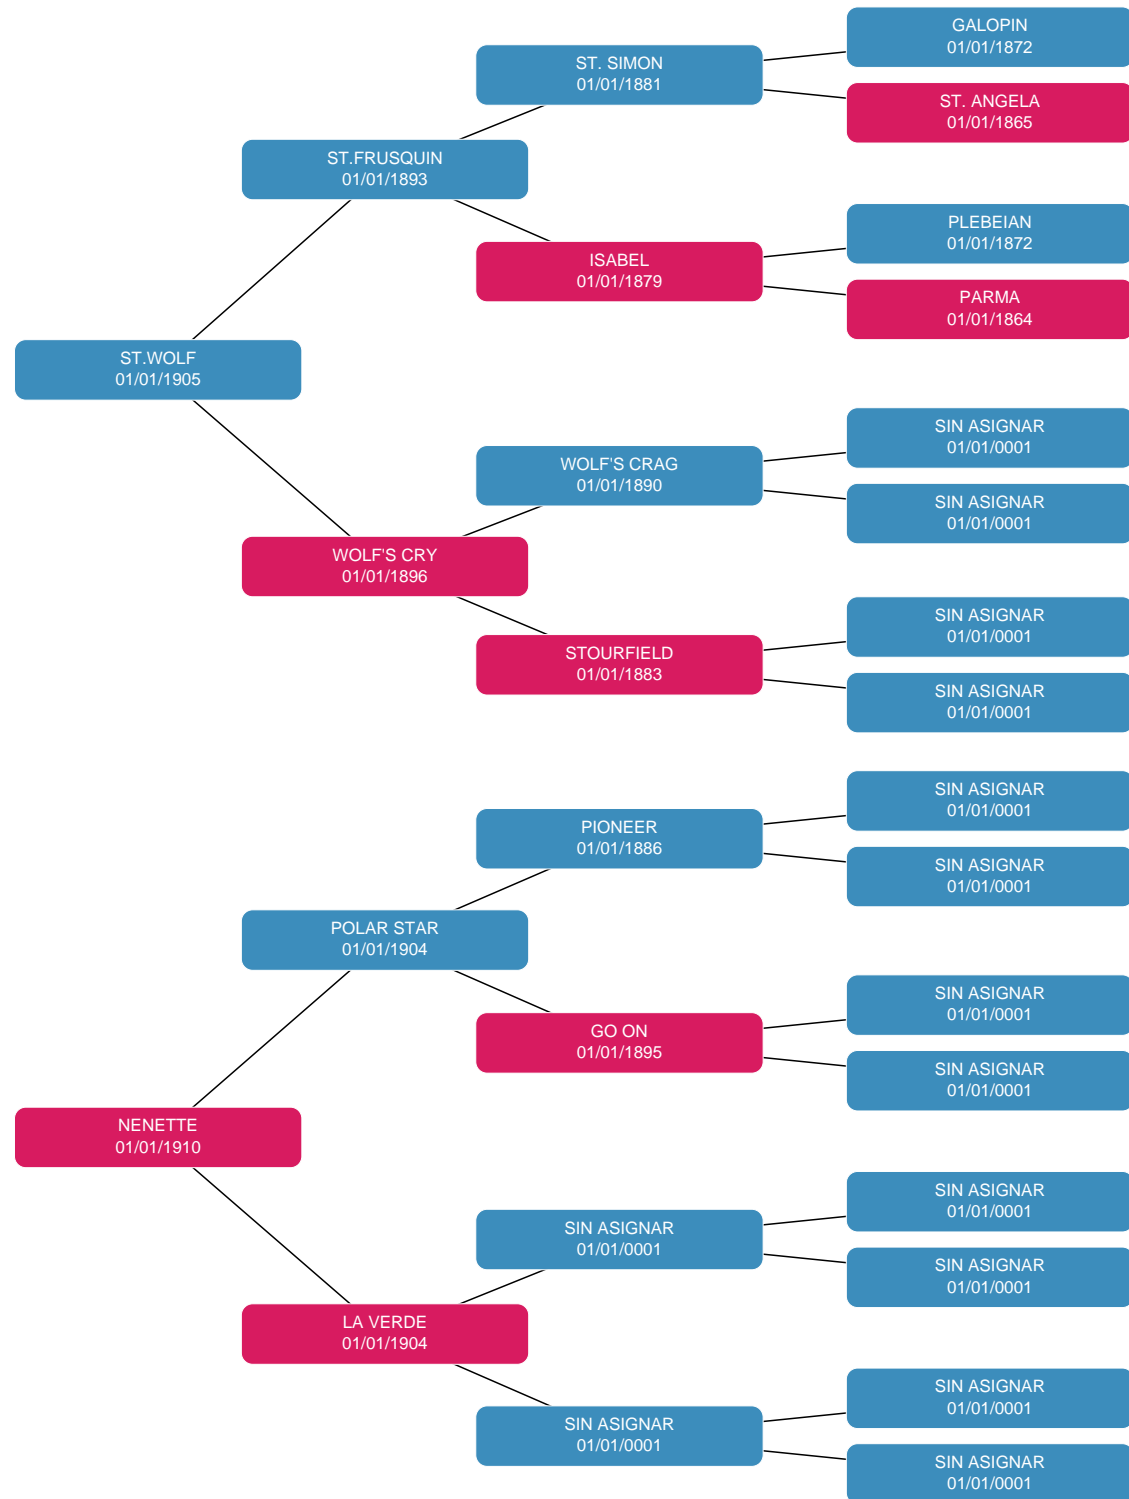 GALOPIN
01/01/1872
ST. SIMON
01/01/1881
ST. ANGELA
01/01/1865
ST.FRUSQUIN
01/01/1893
PLEBEIAN
01/01/1872
ISABEL
01/01/1879
PARMA
01/01/1864
ST.WOLF
01/01/1905
SIN ASIGNAR
01/01/0001
WOLF'S CRAG
01/01/1890
SIN ASIGNAR
01/01/0001
WOLF'S CRY
01/01/1896
SIN ASIGNAR
01/01/0001
STOURFIELD
01/01/1883
SIN ASIGNAR
01/01/0001
SIN ASIGNAR
01/01/0001
PIONEER
01/01/1886
SIN ASIGNAR
01/01/0001
POLAR STAR
01/01/1904
SIN ASIGNAR
01/01/0001
GO ON
01/01/1895
SIN ASIGNAR
01/01/0001
NENETTE
01/01/1910
SIN ASIGNAR
01/01/0001
SIN ASIGNAR
01/01/0001
SIN ASIGNAR
01/01/0001
LA VERDE
01/01/1904
SIN ASIGNAR
01/01/0001
SIN ASIGNAR
01/01/0001
SIN ASIGNAR
01/01/0001